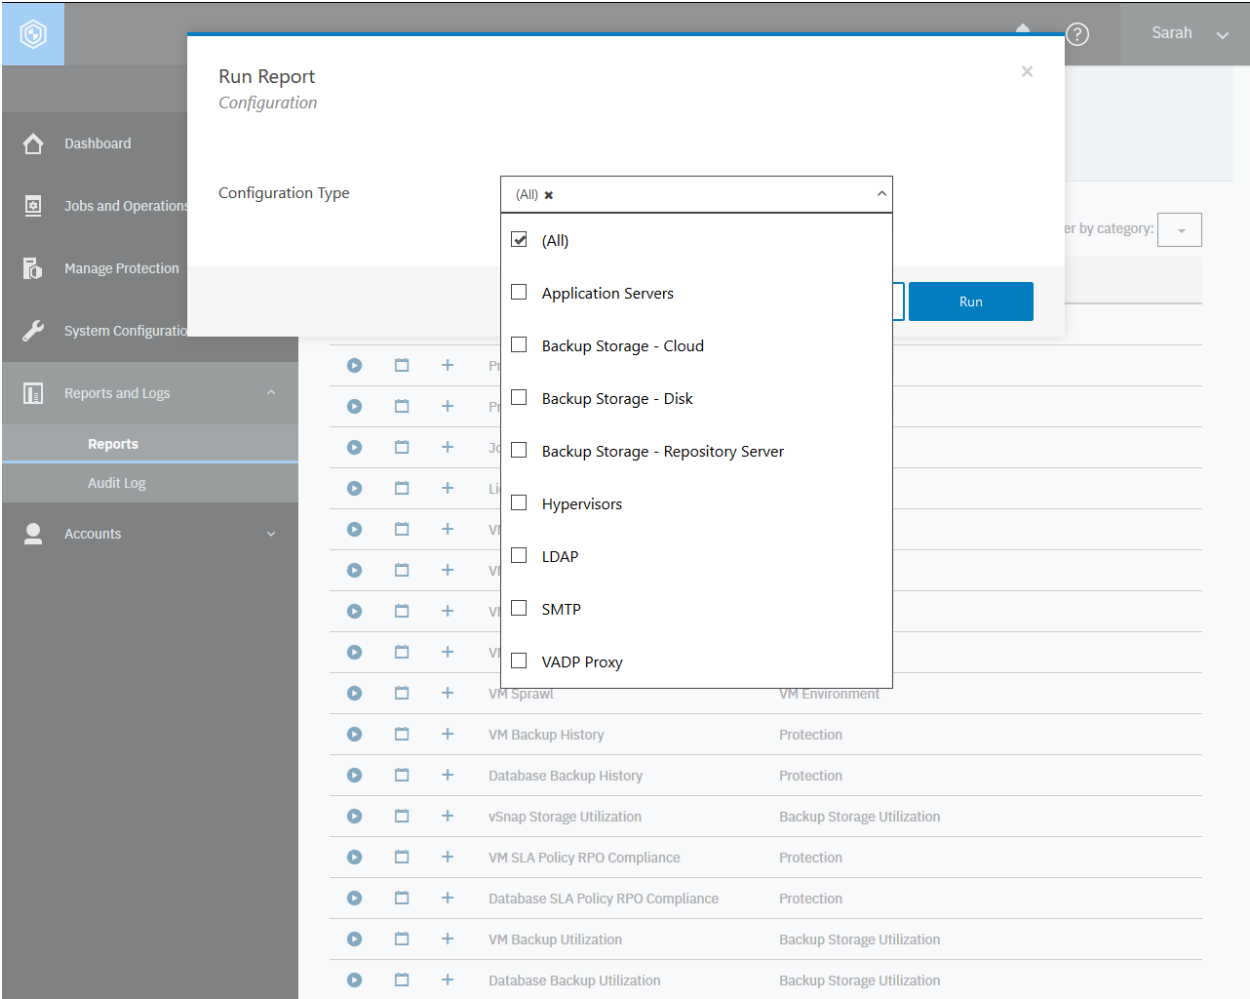 Sarah
Run Report
Configuration
Configuration Type
(All)
(All)
Application Servers
Backup Storage - Cloud
Backup Storage - Disk
Backup Storage - Repository Server
Hypervisors
LDAP
SMTP
VADP Proxy
Run
by category:
Dashboard
Jobs and Operations
Manage Protection
System
Reports and Logs
Reports
Audit Log
Accounts
VM Sprawl VM Environment
VM Backup History Protection
Database Backup History Protection
vSnap Storage Utilization Backup Storage Utilization
VM SLA Policy RPO Compliance Protection
Database SLA Policy RPO Compliance Protection
VM Backup Utilization Backup Storage Utilization
Database Backup Utilization Backup Storage Utilization